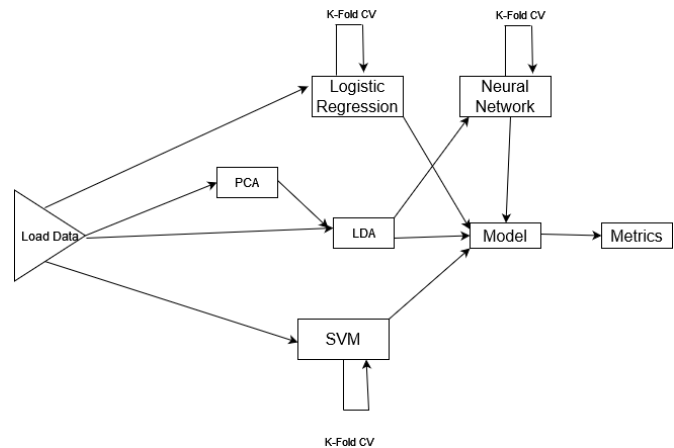 K-Fold CV
K-Fold CV
Logistic
Regression
Neural
Network
PCA
Load Data
LDA
Model
Metrics
SVM
K-Fold CV